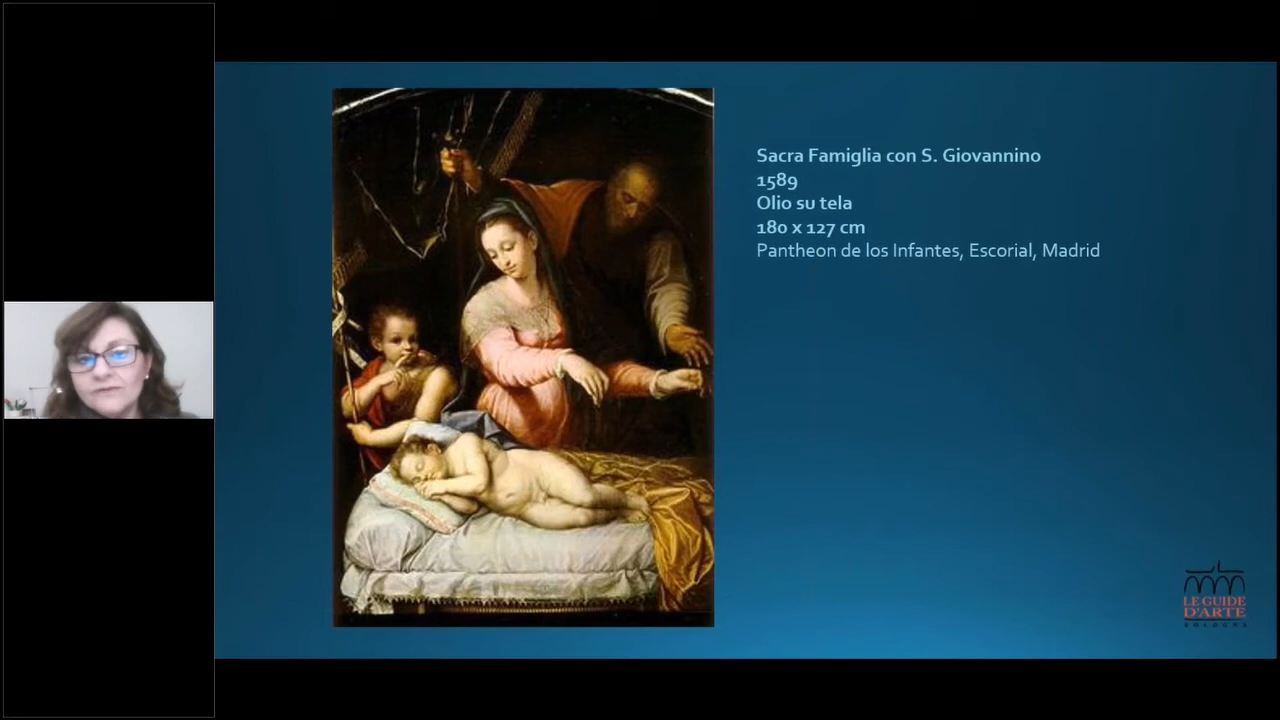 Sacra Famiglia con S. Giovannino
1589
Olio su tela
180 x 127 cm
Pantheon de los Infantes, Escorial, Madrid
LE GUIDE
D'ARTE
BOLOGNA